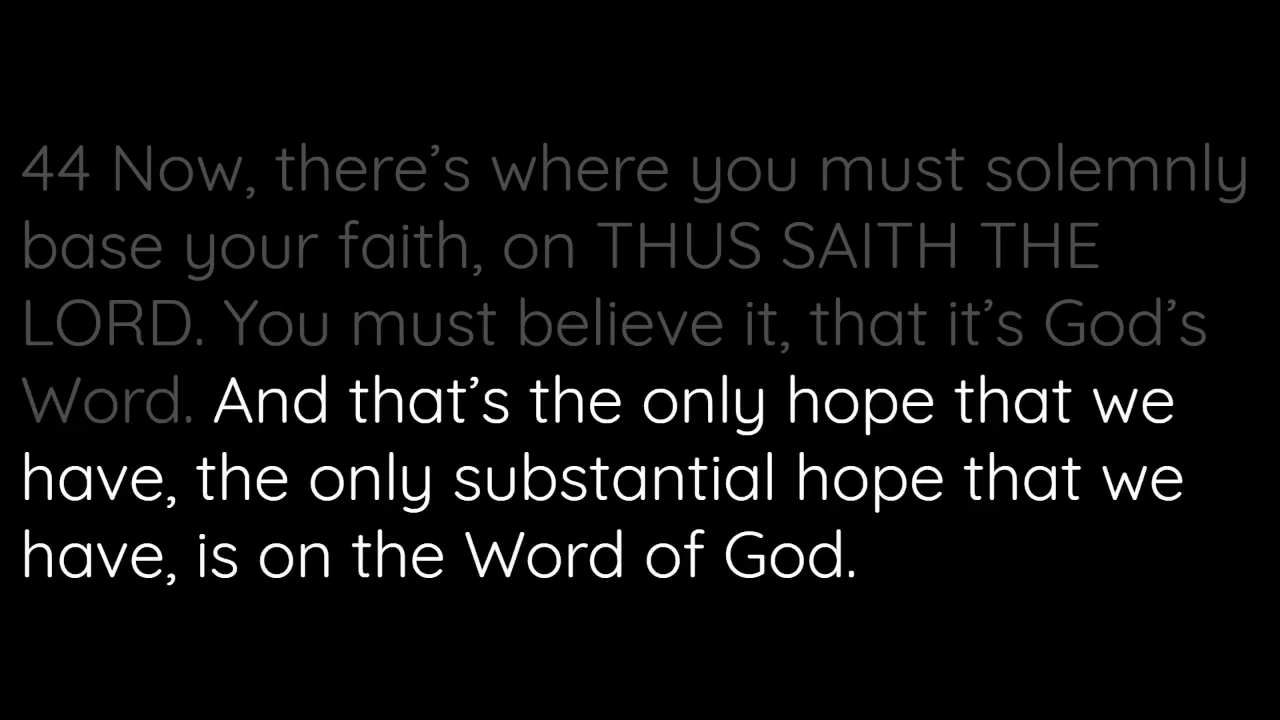 44 Now, there’s where you must solemnly
base your faith, on THUS SAITH THE
LORD. You must believe it, that it’s God’s
Word. And that’s the only hope that we
have, the only substantial hope that we
have, is on the Word of God.